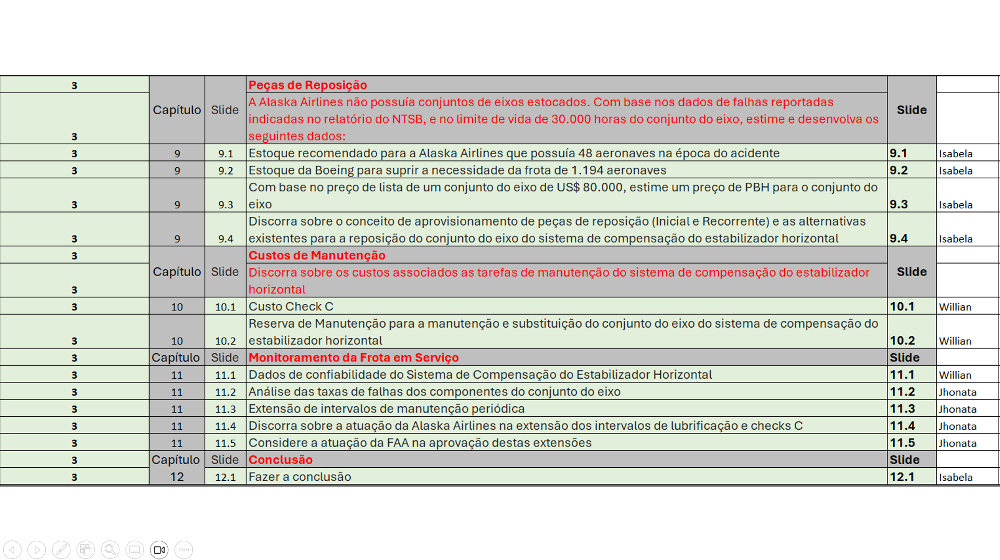 3 Peças de Reposição
Capítulo Slide A Alaska Airlines não possuía conjuntos de eixos estocados. Com base nos dados de falhas reportadas Slide
indicadas no relatório do NTSB, e no limite de vida de 30.000 horas do conjunto do eixo, estime e desenvolva os
3 seguintes dados:
3 9 9.1 Estoque recomendado para a Alaska Airlines que possuía 48 aeronaves na época do acidente 9.1 Isabela
3 9 9.2 Estoque da Boeing para suprir a necessidade da frota de 1.194 aeronaves 9.2 Isabela
Com base no preço de lista de um conjunto do eixo de US$ 80.000, estime um preço de PBH para o conjunto do
3 9 9.3 eixo 9.3 Isabela
Discorra sobre o conceito de aprovisionamento de peças de reposição (Inicial e Recorrente) e as alternativas
3 9 9.4 existentes para a reposição do conjunto do eixo do sistema de compensação do estabilizador horizontal 9.4 Isabela
3 Custos de Manutenção
Capítulo Slide Discorra sobre os custos associados as tarefas de manutenção do sistema de compensação do estabilizador Slide
3 horizontal
3 10 10.1 Custo Check C 10.1 Willian
Reserva de Manutenção para a manutenção e substituição do conjunto do eixo do sistema de compensação do
3 10 10.2 estabilizador horizontal 10.2 Willian
3 Capítulo Slide Monitoramento da Frota em Serviço Slide
3 11 11.1 Dados de confiabilidade do Sistema de Compensação do Estabilizador Horizontal 11.1 Willian
3 11 11.2 Análise das taxas de falhas dos componentes do conjunto do eixo 11.2 Jhonata
3 11 11.3 Extensão de intervalos de manutenção periódica 11.3 Jhonata
3 11 11.4 Discorra sobre a atuação da Alaska Airlines na extensão dos intervalos de lubrificação e checks C 11.4 Jhonata
3 11 11.5 Considere a atuação da FAA na aprovação destas extensões 11.5 Jhonata
3 Capítulo Slide Conclusão Slide
3 12 12.1 Fazer a conclusão 12.1 Isabela